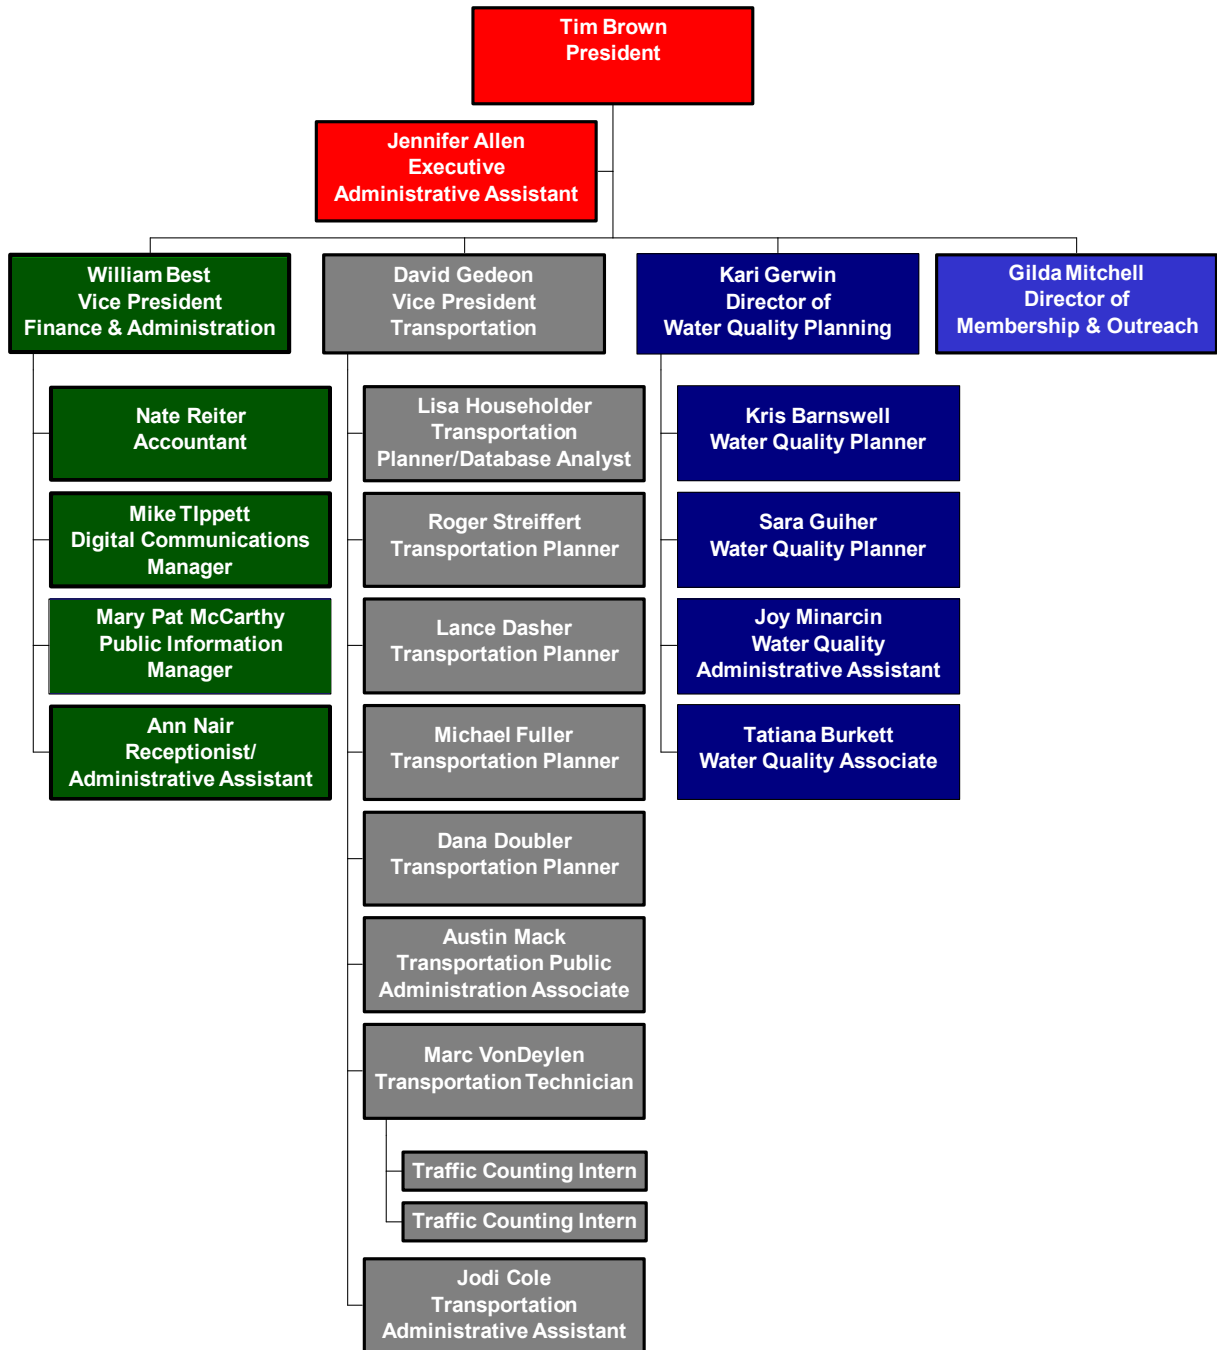 Tim Brown
President
Jennifer Allen
Executive
Administrative Assistant
William Best
Vice President
Finance & Administration
David Gedeon
Vice President
Transportation
Kari Gerwin
Director of
Water Quality Planning
Gilda Mitchell
Director of
Membership & Outreach
Nate Reiter
Accountant
Mike TIppett
Digital Communications
Manager
Mary Pat McCarthy
Public Information
Manager
Ann Nair
Receptionist/
Administrative Assistant
Lisa Householder
Transportation
Planner/Database Analyst
Roger Streiffert
Transportation Planner
Lance Dasher
Transportation Planner
Michael Fuller
Transportation Planner
Dana Doubler
Transportation Planner
Austin Mack
Transportation Public
Administration Associate
Marc VonDeylen
Transportation Technician
Traffic Counting Intern
Traffic Counting Intern
Jodi Cole
Transportation
Administrative Assistant
Kris Barnswell
Water Quality Planner
Sara Guiher
Water Quality Planner
Joy Minarcin
Water Quality
Administrative Assistant
Tatiana Burkett
Water Quality Associate